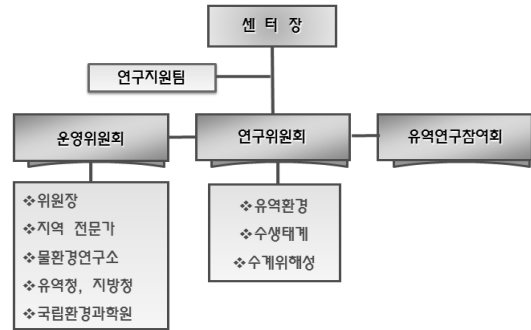 센 터 장
연구지원팀
운영위원회
연구위원회
유역연구참여회
❖위원장
❖지역 전문가
❖물환경연구소
❖유역청, 지방청
❖국립환경과학원
❖유역환경
❖수생태계
❖수계위해성